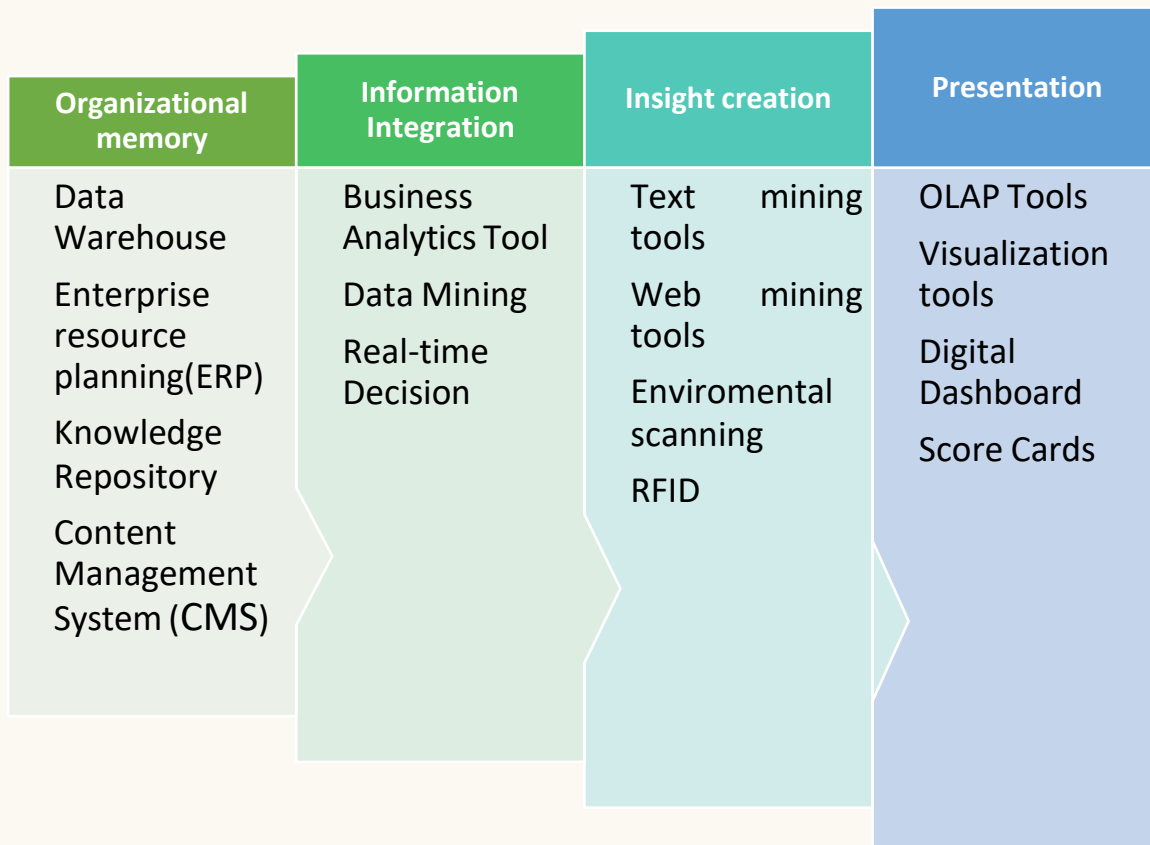 Organizational
memory
Data
Warehouse
Enterprise
resource
planning(ERP)
Knowledge
Repository
Content
Management
System (CMS)
Information
Integration
Business
Analytics Tool
Data Mining
Real-time
Decision
Insight creation
Text mining
tools
Web mining
tools
Enviromental
scanning
RFID
Presentation
OLAP Tools
Visualization
tools
Digital
Dashboard
Score Cards